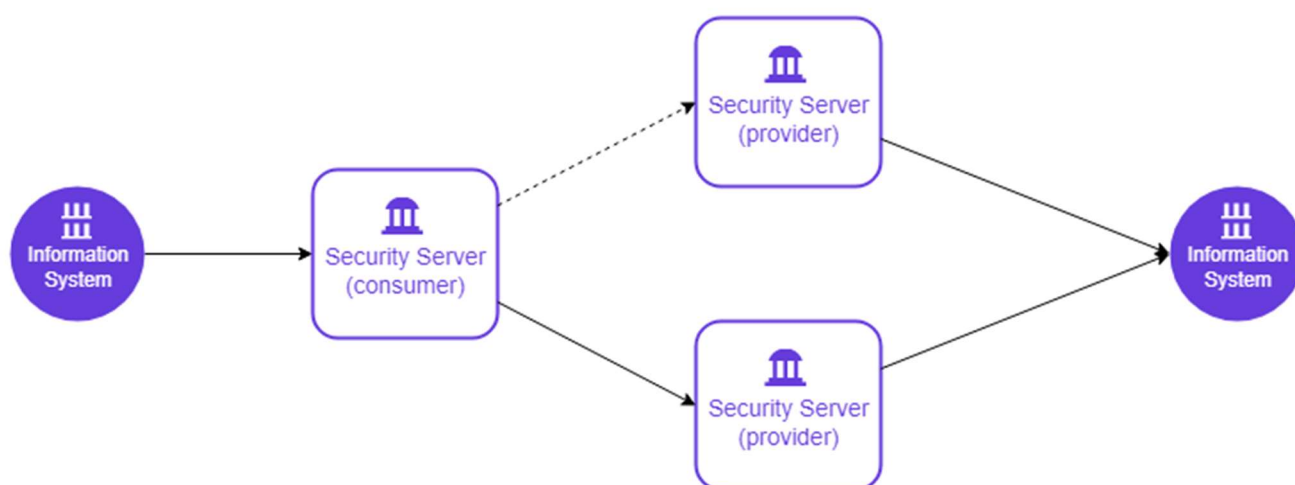 Information
System
Security Server
(consumer)
Security Server
(provider)
Security Server
(provider)
Information
System